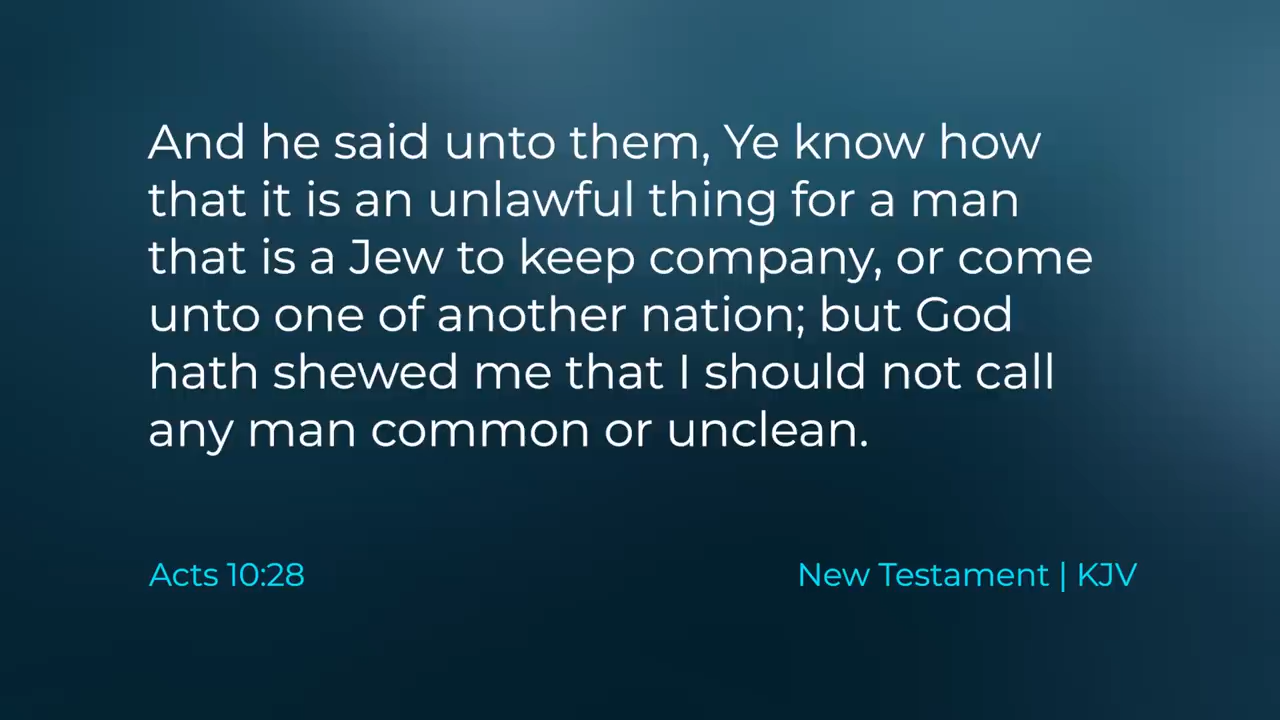 And he said unto them, Ye know how
that it is an unlawful thing for a man
that is a Jew to keep company, or come
unto one of another nation; but God
hath shewed me that I should not call
any man common or unclean.
Acts 10:28
New Testament | KJV